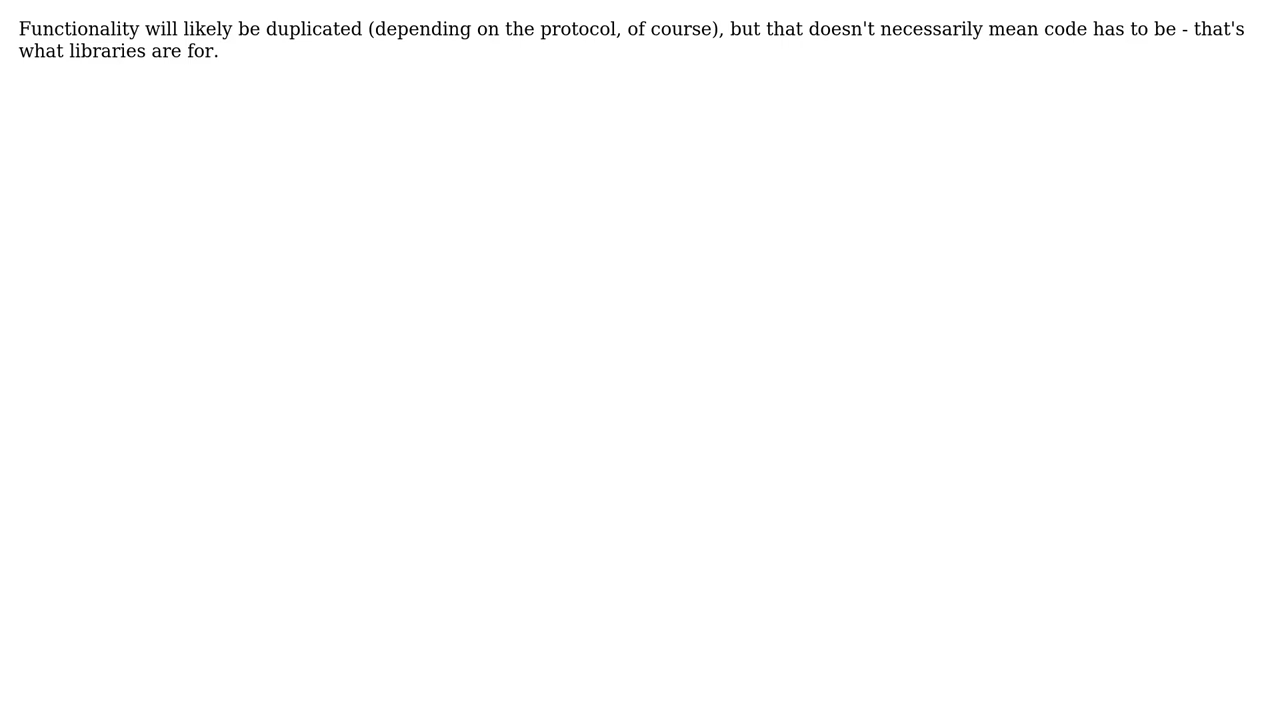 Functionality will likely be duplicated (depending on the protocol, of course), but that doesn't necessarily mean code has to be - that's
what libraries are for.